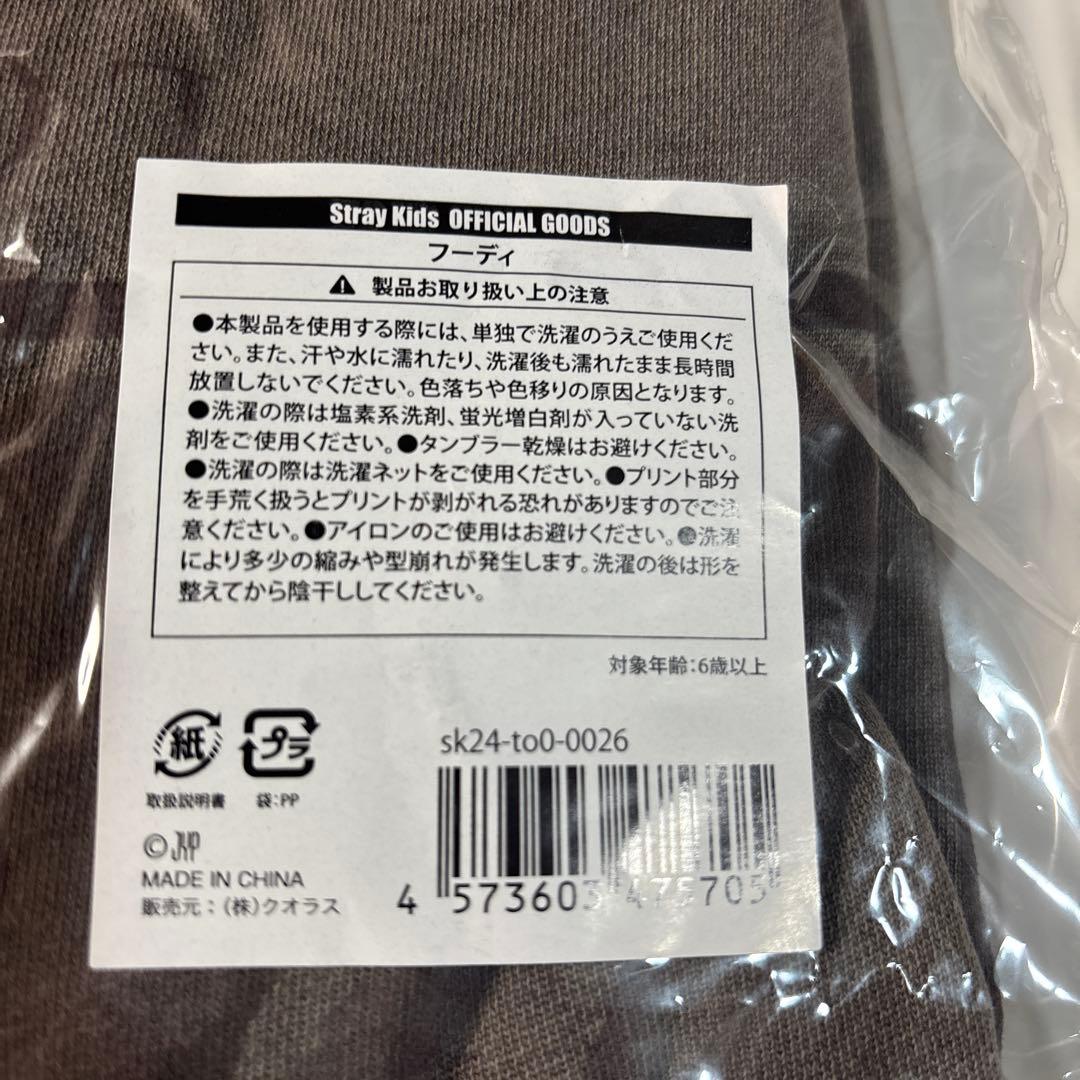 Stray Kids OFFICIAL GOODS
フーディ
⚠ 製品お取り扱い上の注意
●本製品を使用する際には、単独で洗濯のうえご使用くだ
さい。また、汗や水に濡れたり、洗濯後も濡れたまま長時間
放置しないでください。色落ちや色移りの原因となります。
●洗濯の際は塩素系洗剤、蛍光増白剤が入っていない洗
剤をご使用ください。●タンブラー乾燥はお避けください。
●洗濯の際は洗濯ネットをご使用ください。●プリント部分
を手荒く扱うとプリントが剥がれる恐れがありますのでご注
意ください。●アイロンのご使用はお避けください。●洗濯
により多少の縮みや型崩れが発生します。洗濯の後は形を
整えてから陰干ししてください。
対象年齢:6歳以上
紙 プラ
取扱説明書 袋:PP
sk24-to0-0026
©JYP
MADE IN CHINA
販売元:(株)クオラス
4 573603 475705